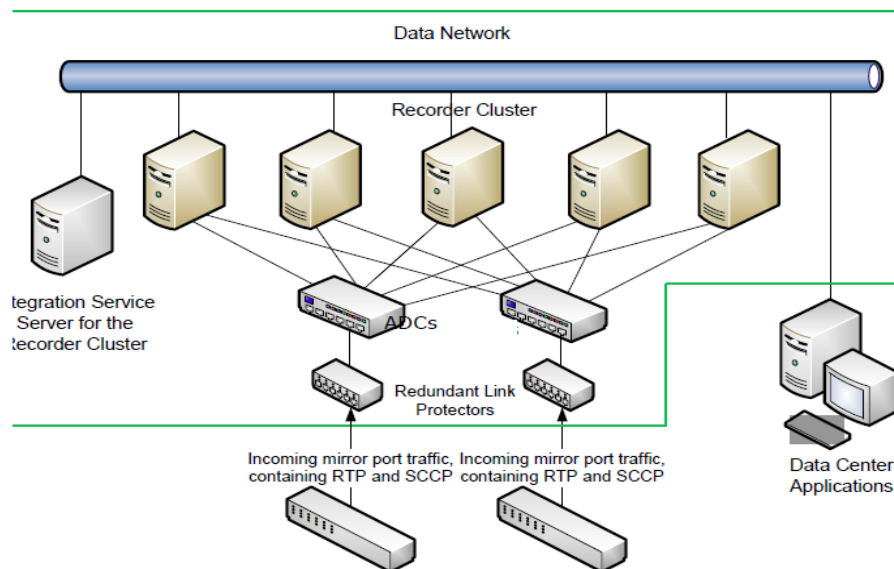 Data Network
Recorder Cluster
tegration Service
Server for the
Recorder Cluster
ADCs
Redundant Link
Protectors
Incoming mirror port traffic,
containing RTP and SCCP
Incoming mirror port traffic,
containing RTP and SCCP
Data Center
Applications